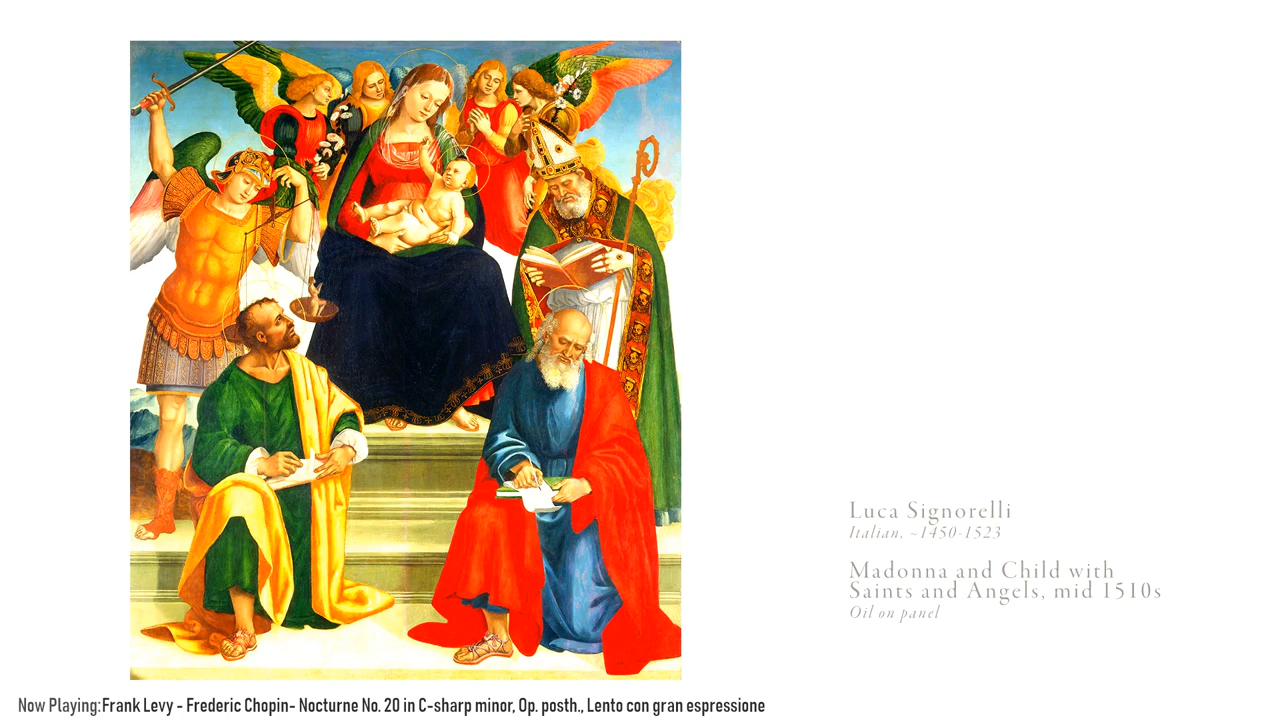 Luca Signorelli
Italian, ~1450-1523
Madonna and Child with
Saints and Angels, mid 1510s
Oil on panel
Now Playing:Frank Levy - Frederic Chopin- Nocturne No. 20 in C-sharp minor, Op. posth., Lento con gran espressione